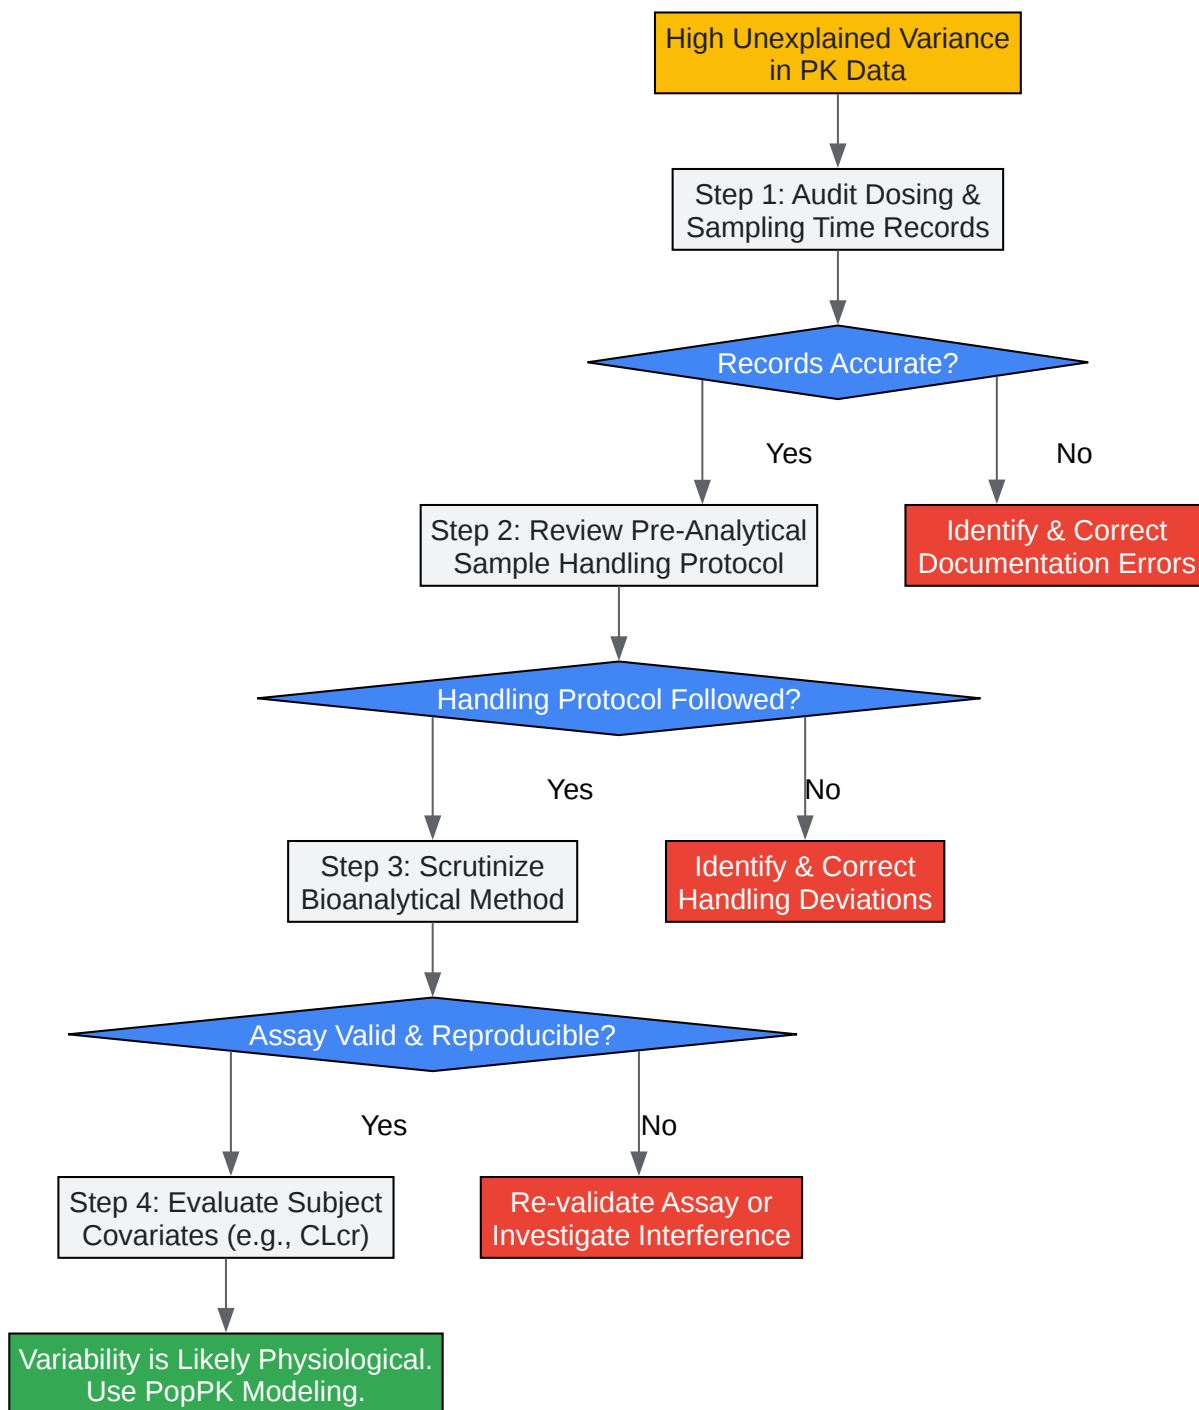 High Unexplained Variance
in PK Data
Step 1: Audit Dosing &
Sampling Time Records
Records Accurate?
Yes
No
Step 2: Review Pre-Analytical
Sample Handling Protocol
Identify & Correct
Documentation Errors
Handling Protocol Followed?
Yes
No
Step 3: Scrutinize
Bioanalytical Method
Identify & Correct
Handling Deviations
Assay Valid & Reproducible?
Yes
No
Step 4: Evaluate Subject
Covariates (e.g., CLcr)
Re-validate Assay or
Investigate Interference
Variability is Likely Physiological.
Use PopPK Modeling.